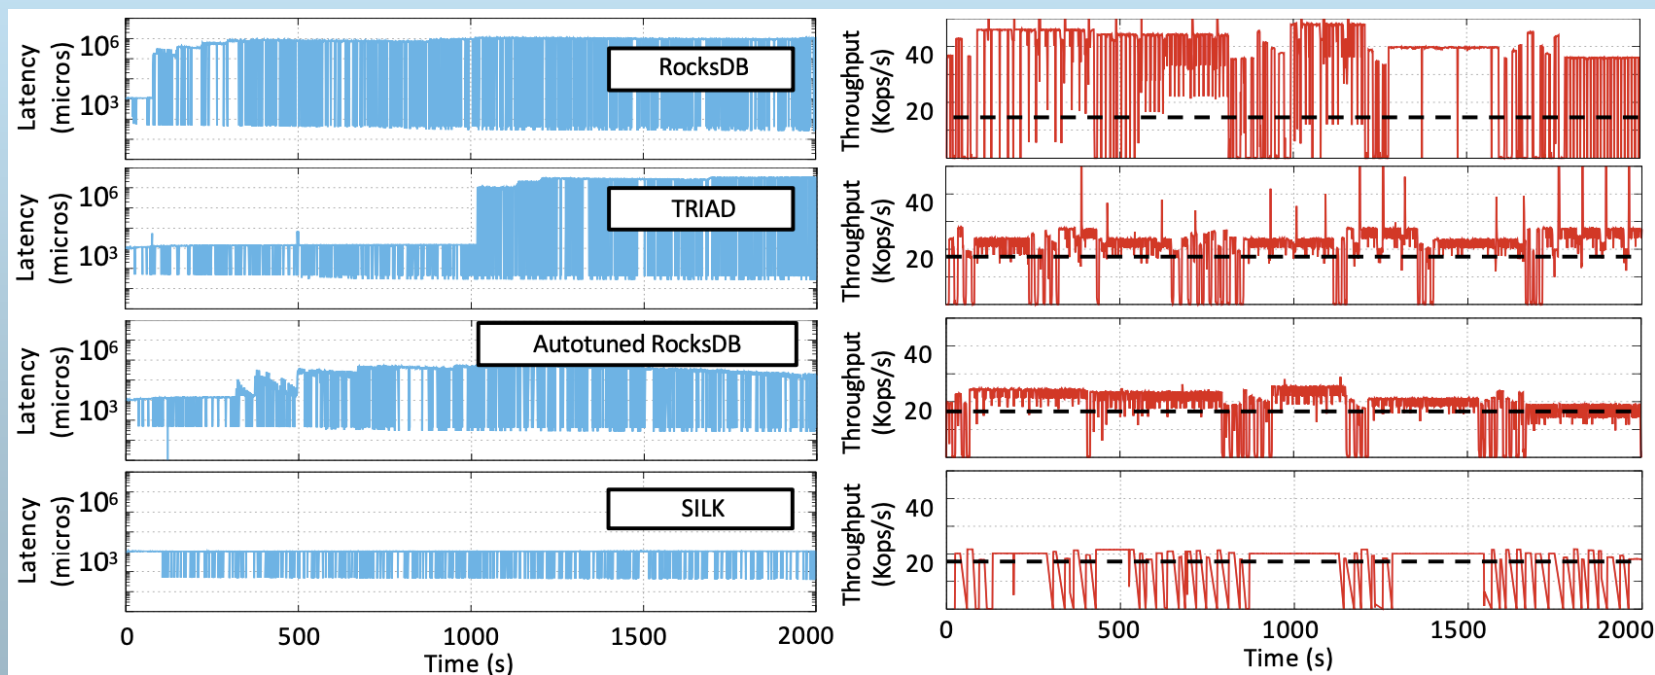 Latency
(micros)
10⁶
10³
RocksDB
Throughput
(Kops/s)
40
20
Latency
(micros)
10⁶
10³
TRIAD
Throughput
(Kops/s)
40
20
Latency
(micros)
10⁶
10³
Autotuned RocksDB
Throughput
(Kops/s)
40
20
Latency
(micros)
10⁶
10³
SILK
Throughput
(Kops/s)
40
20
0 500 1000 1500 2000
Time (s)
0 500 1000 1500 2000
Time (s)